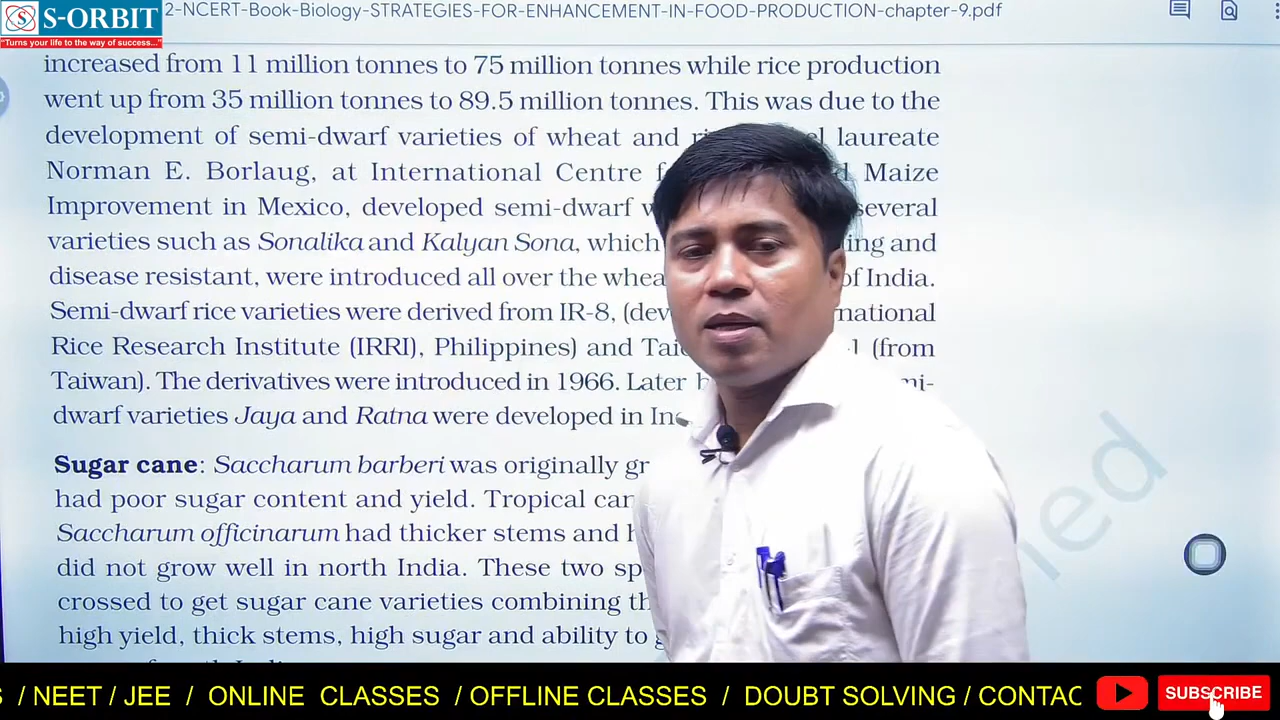 S-ORBIT
"Turns your life to the way of success..."
2-NCERT-Book-Biology-STRATEGIES-FOR-ENHANCEMENT-IN-FOOD-PRODUCTION-chapter-9.pdf
increased from 11 million tonnes to 75 million tonnes while rice production
went up from 35 million tonnes to 89.5 million tonnes. This was due to the
development of semi-dwarf varieties of wheat and laureate
Norman E. Borlaug, at International Centre Maize
Improvement in Mexico, developed semi-dwarf several
varieties such as Sonalika and Kalyan Sona, which and
disease resistant, were introduced all over the of India.
Semi-dwarf rice varieties were derived from IR-8, 
Rice Research Institute (IRRI), Philippines) and (from
Taiwan). The derivatives were introduced in 1966. Later
dwarf varieties Jaya and Ratna were developed in
Sugar cane: Saccharum barberi was originally
had poor sugar content and yield. Tropical
Saccharum officinarum had thicker stems and
did not grow well in north India. These two
crossed to get sugar cane varieties combining
high yield, thick stems, high sugar and ability to
/ NEET / JEE / ONLINE CLASSES / OFFLINE CLASSES / DOUBT SOLVING / CONTAC
SUBSCRIBE